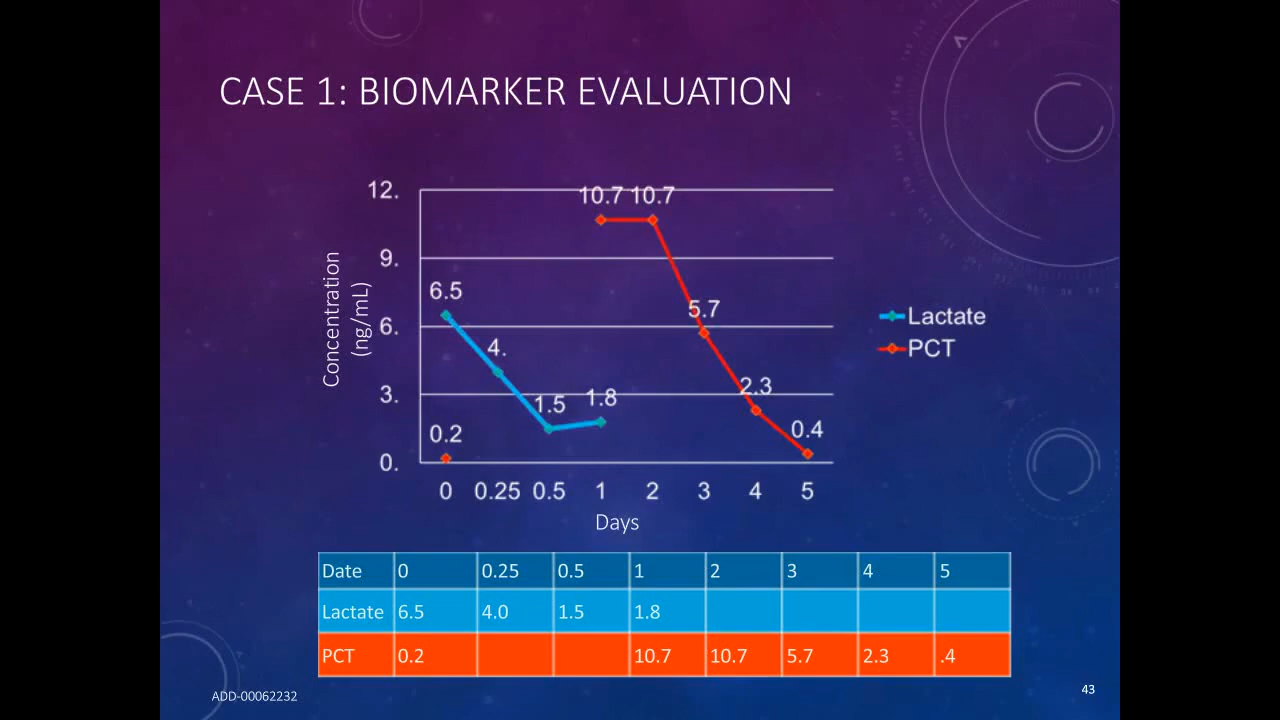 CASE 1: BIOMARKER EVALUATION
12.
9.
6.
3.
0.
Concentration
(ng/mL)
10.7 10.7
6.5
5.7
4.
2.3
1.5 1.8
0.4
0.2
0 0.25 0.5 1 2 3 4 5
Days
Lactate
PCT
Date 0 0.25 0.5 1 2 3 4 5
Lactate 6.5 4.0 1.5 1.8
PCT 0.2 10.7 10.7 5.7 2.3 .4
ADD-00062232
43